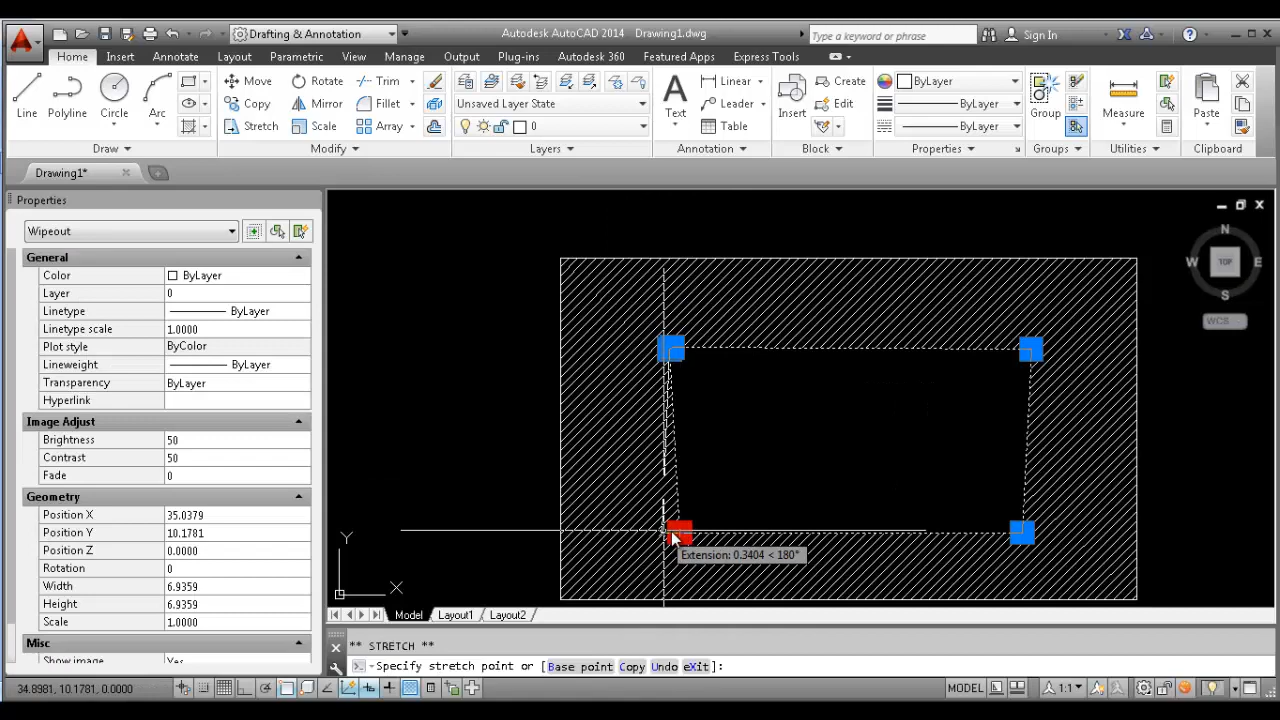 Drafting & Annotation
Autodesk AutoCAD 2014 Drawing1.dwg
Type a keyword or phrase
Sign In
Home Insert Annotate Layout Parametric View Manage Output Plug-ins Autodesk 360 Featured Apps Express Tools
Move Rotate Trim
Unsaved Layer State
Linear
Create
ByLayer
Line Polyline Circle Arc
Copy Mirror Fillet
Text
Leader
Insert
Edit
ByLayer
Group
Measure
Paste
Stretch Scale Array
0
Table
ByLayer
Draw Modify Layers Annotation Block Properties Groups Utilities Clipboard
Drawing1*
Properties
Wipeout
General
Color ByLayer
Layer 0
Linetype ByLayer
Linetype scale 1.0000
Plot style ByColor
Lineweight ByLayer
Transparency ByLayer
Hyperlink
Image Adjust
Brightness 50
Contrast 50
Fade 0
Geometry
Position X 35.0379
Position Y 10.1781
Position Z 0.0000
Rotation 0
Width 6.9359
Height 6.9359
Scale 1.0000
Misc
Show image Yes
N
W TOP E
S
WCS
Extension: 0.3404 < 180°
Y
X
Model Layout1 Layout2
** STRETCH **
Specify stretch point or [Base point Copy Undo eXit]:
34.8981, 10.1781, 0.0000
MODEL
1:1